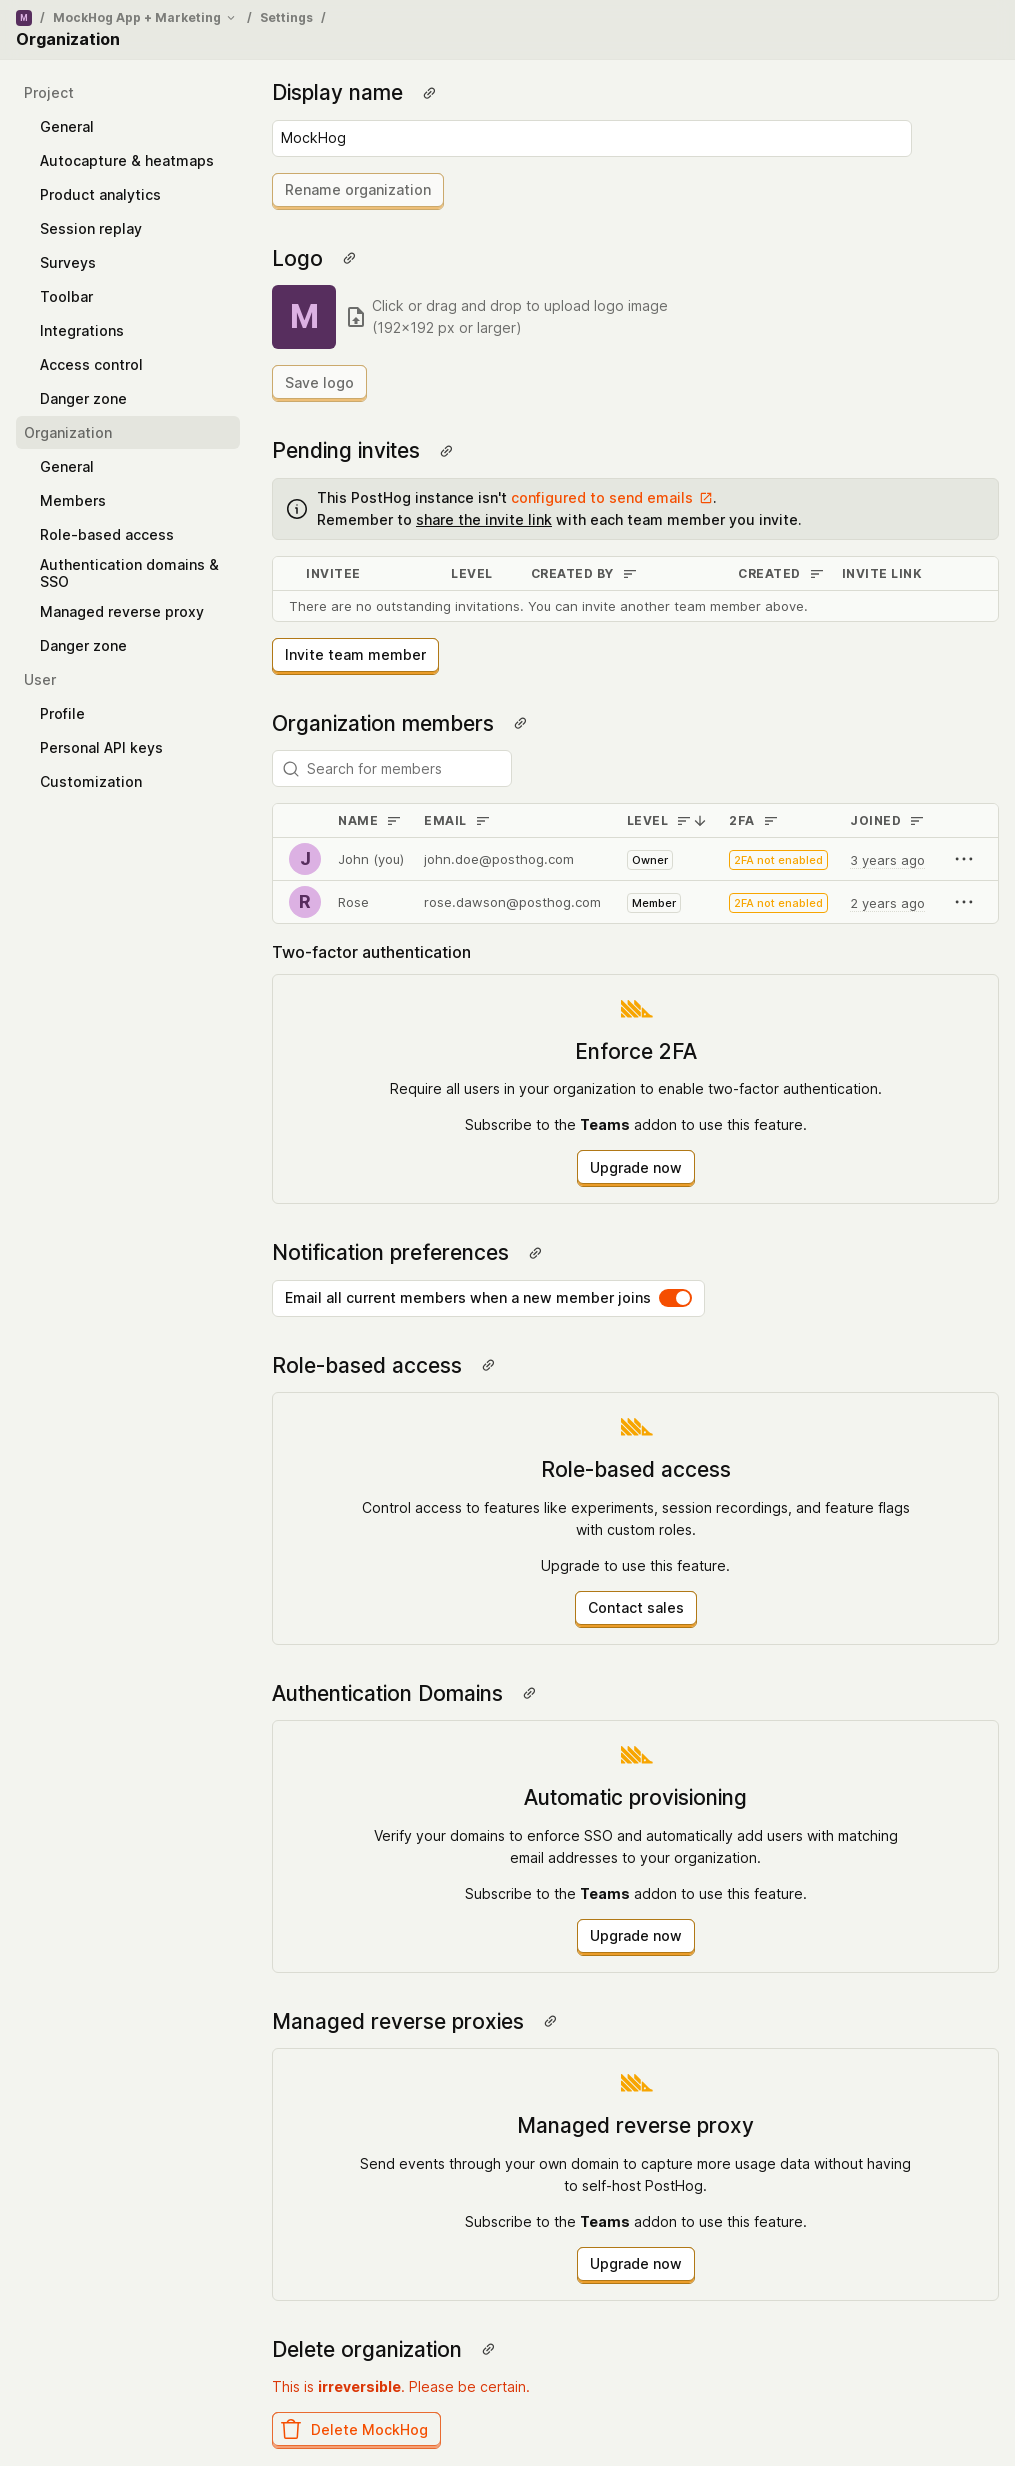 M / MockHog App + Marketing / Settings /
Organization
Project
General
Autocapture & heatmaps
Product analytics
Session replay
Surveys
Toolbar
Integrations
Access control
Danger zone
Organization
General
Members
Role-based access
Authentication domains &
SSO
Managed reverse proxy
Danger zone
User
Profile
Personal API keys
Customization
Display name
MockHog
Rename organization
Logo
M
Click or drag and drop to upload logo image
(192×192 px or larger)
Save logo
Pending invites
This PostHog instance isn't configured to send emails .
Remember to share the invite link with each team member you invite.
INVITEE LEVEL CREATED BY CREATED INVITE LINK
There are no outstanding invitations. You can invite another team member above.
Invite team member
Organization members
Search for members
NAME EMAIL LEVEL 2FA JOINED
J John (you) john.doe@posthog.com Owner 2FA not enabled 3 years ago
R Rose rose.dawson@posthog.com Member 2FA not enabled 2 years ago
Two-factor authentication
Enforce 2FA
Require all users in your organization to enable two-factor authentication.
Subscribe to the Teams addon to use this feature.
Upgrade now
Notification preferences
Email all current members when a new member joins
Role-based access
Role-based access
Control access to features like experiments, session recordings, and feature flags
with custom roles.
Upgrade to use this feature.
Contact sales
Authentication Domains
Automatic provisioning
Verify your domains to enforce SSO and automatically add users with matching
email addresses to your organization.
Subscribe to the Teams addon to use this feature.
Upgrade now
Managed reverse proxies
Managed reverse proxy
Send events through your own domain to capture more usage data without having
to self-host PostHog.
Subscribe to the Teams addon to use this feature.
Upgrade now
Delete organization
This is irreversible. Please be certain.
Delete MockHog